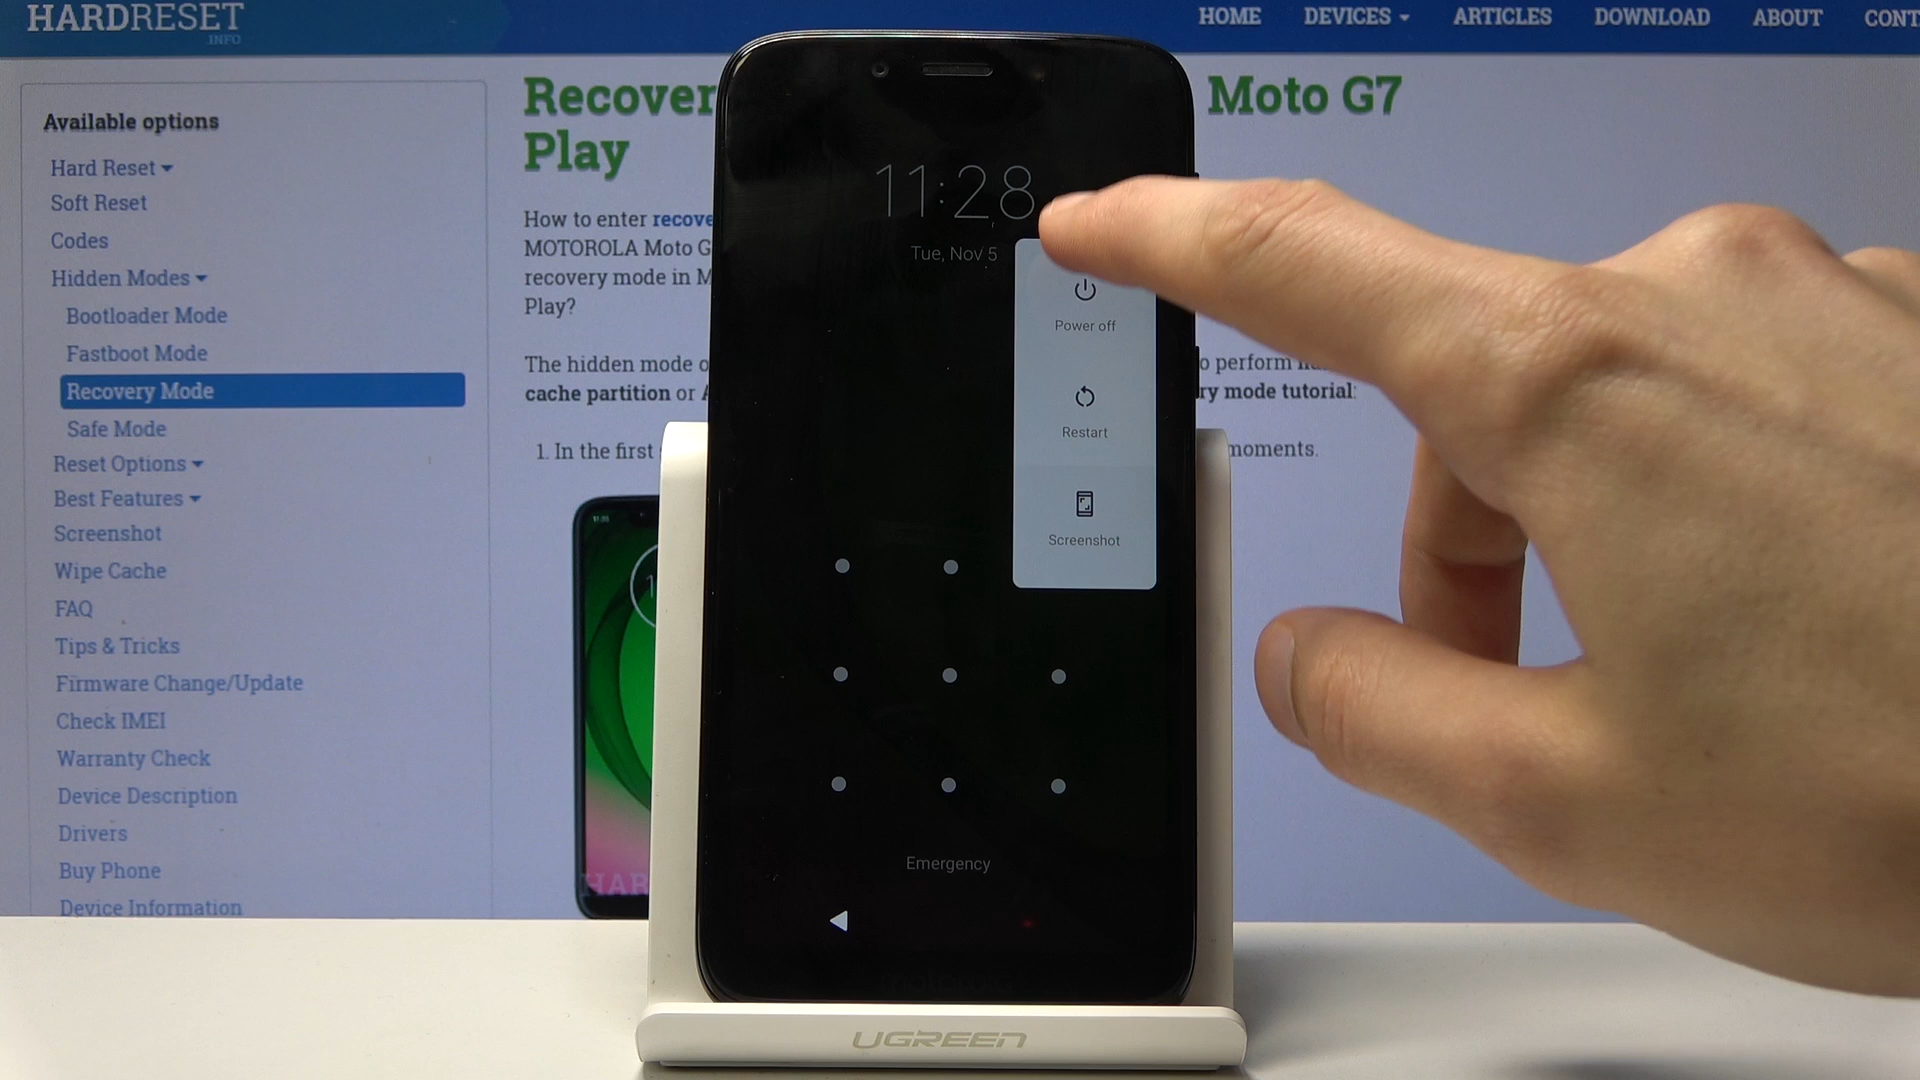 HARDRESET
.INFO
HOME DEVICES ARTICLES DOWNLOAD ABOUT CONT
Available options
Hard Reset
Soft Reset
Codes
Hidden Modes
Bootloader Mode
Fastboot Mode
Recovery Mode
Safe Mode
Reset Options
Best Features
Screenshot
Wipe Cache
FAQ
Tips & Tricks
Firmware Change/Update
Check IMEI
Warranty Check
Device Description
Drivers
Buy Phone
Device Information
Recover Moto G7
Play
How to enter recove
MOTOROLA Moto G
recovery mode in M
Play?
The hidden mode o o perform
cache partition or A ry mode tutorial:
1. In the first moments.
HAR
11:28
Tue, Nov 5
Power off
Restart
Screenshot
Emergency
motorola
UGREEN